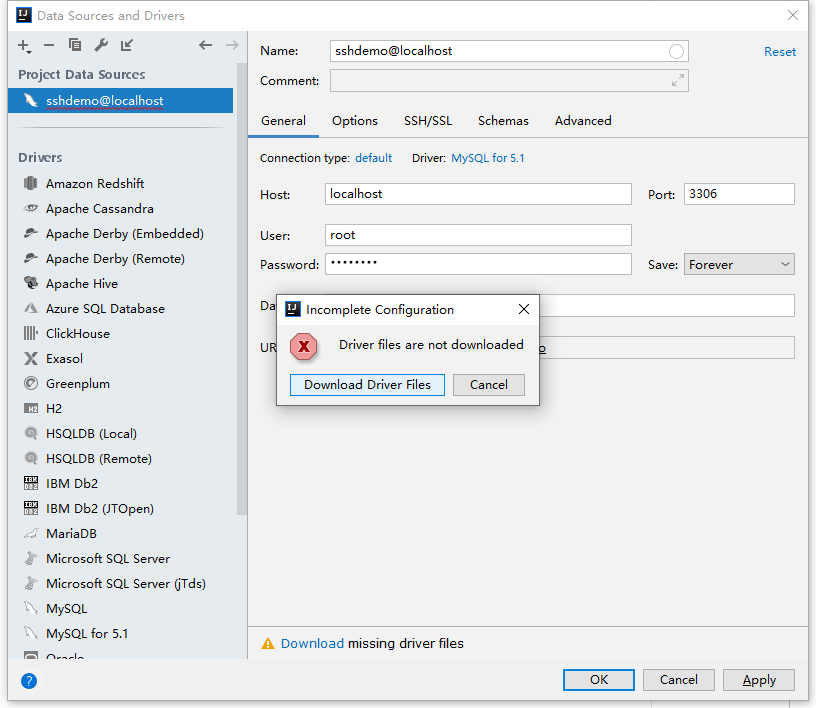 Data Sources and Drivers
Project Data Sources
sshdemo@localhost
Drivers
Amazon Redshift
Apache Cassandra
Apache Derby (Embedded)
Apache Derby (Remote)
Apache Hive
Azure SQL Database
ClickHouse
Exasol
Greenplum
H2
HSQLDB (Local)
HSQLDB (Remote)
IBM Db2
IBM Db2 (JTOpen)
MariaDB
Microsoft SQL Server
Microsoft SQL Server (jTds)
MySQL
MySQL for 5.1
Oracle
Name: sshdemo@localhost Reset
Comment:
General Options SSH/SSL Schemas Advanced
Connection type: default Driver: MySQL for 5.1
Host: localhost Port: 3306
User: root
Password: •••••••• Save: Forever
Incomplete Configuration
Driver files are not downloaded
Download Driver Files Cancel
Download missing driver files
OK Cancel Apply